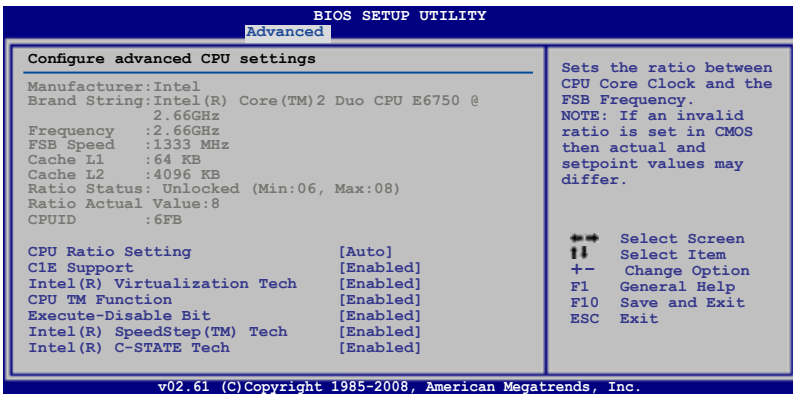 BIOS SETUP UTILITY
Advanced
Configure advanced CPU settings
Manufacturer:Intel
Brand String:Intel(R) Core(TM)2 Duo CPU E6750 @
2.66GHz
Frequency :2.66GHz
FSB Speed :1333 MHz
Cache L1 :64 KB
Cache L2 :4096 KB
Ratio Status: Unlocked (Min:06, Max:08)
Ratio Actual Value:8
CPUID :6FB
CPU Ratio Setting [Auto]
C1E Support [Enabled]
Intel(R) Virtualization Tech [Enabled]
CPU TM Function [Enabled]
Execute-Disable Bit [Enabled]
Intel(R) SpeedStep(TM) Tech [Enabled]
Intel(R) C-STATE Tech [Enabled]
Sets the ratio between
CPU Core Clock and the
FSB Frequency.
NOTE: If an invalid
ratio is set in CMOS
then actual and
setpoint values may
differ.
←→ Select Screen
↑↓ Select Item
+- Change Option
F1 General Help
F10 Save and Exit
ESC Exit
v02.61 (C)Copyright 1985-2008, American Megatrends, Inc.